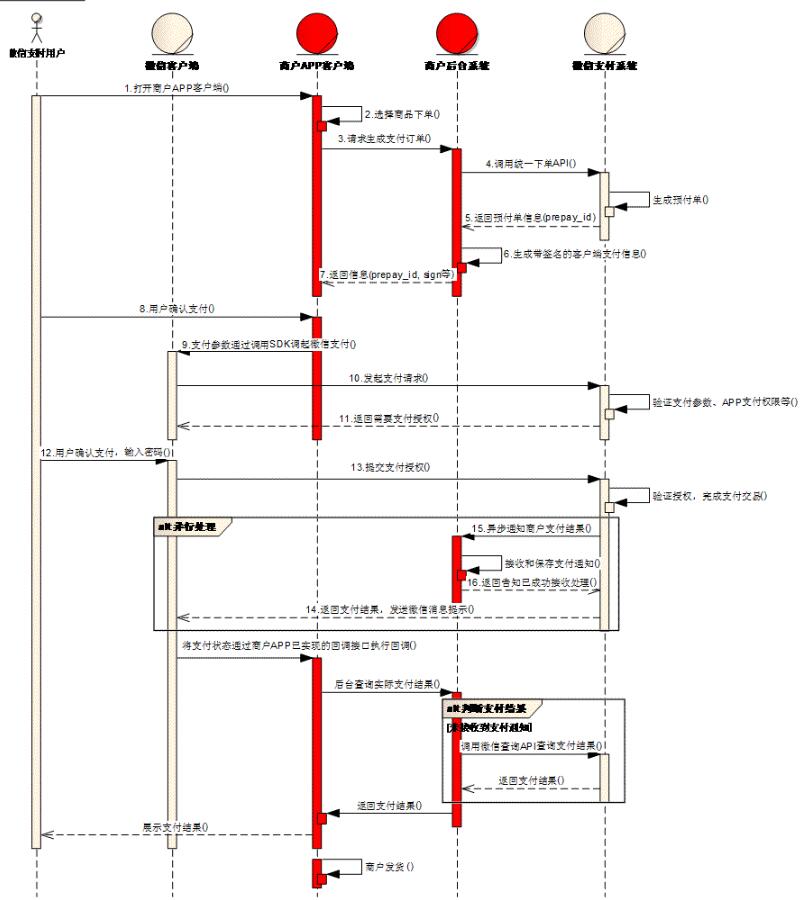 微信支付用户
微信客户端
商户APP客户端
商户后台系统
微信支付系统
1.打开商户APP客户端()
2.选择商品下单()
3.请求生成支付订单()
4.调用统一下单API()
生成预付单()
5.返回预付单信息(prepay_id)
6.生成带签名的客户端支付信息()
7.返回信息(prepay_id, sign等)
8.用户确认支付()
9.支付参数通过调用SDK调起微信支付()
10.发起支付请求()
验证支付参数、APP支付权限等()
11.返回需要支付授权()
12.用户确认支付，输入密码()
13.提交支付授权()
验证授权，完成支付交易()
alt 并行处理
15.异步通知商户支付结果()
接收和保存支付通知()
16.返回告知已成功接收处理()
14.返回支付结果，发送微信消息提示()
将支付状态通过商户APP已实现的回调接口执行回调()
后台查询实际支付结果()
alt 判断支付结果
[未接收到支付通知]
调用微信查询API查询支付结果()
返回支付结果()
返回支付结果()
展示支付结果()
商户发货()